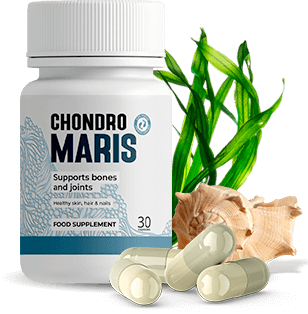 CHONDRO
MARIS
Supports bones
and joints
Healthy skin, hair & nails
FOOD SUPPLEMENT
30